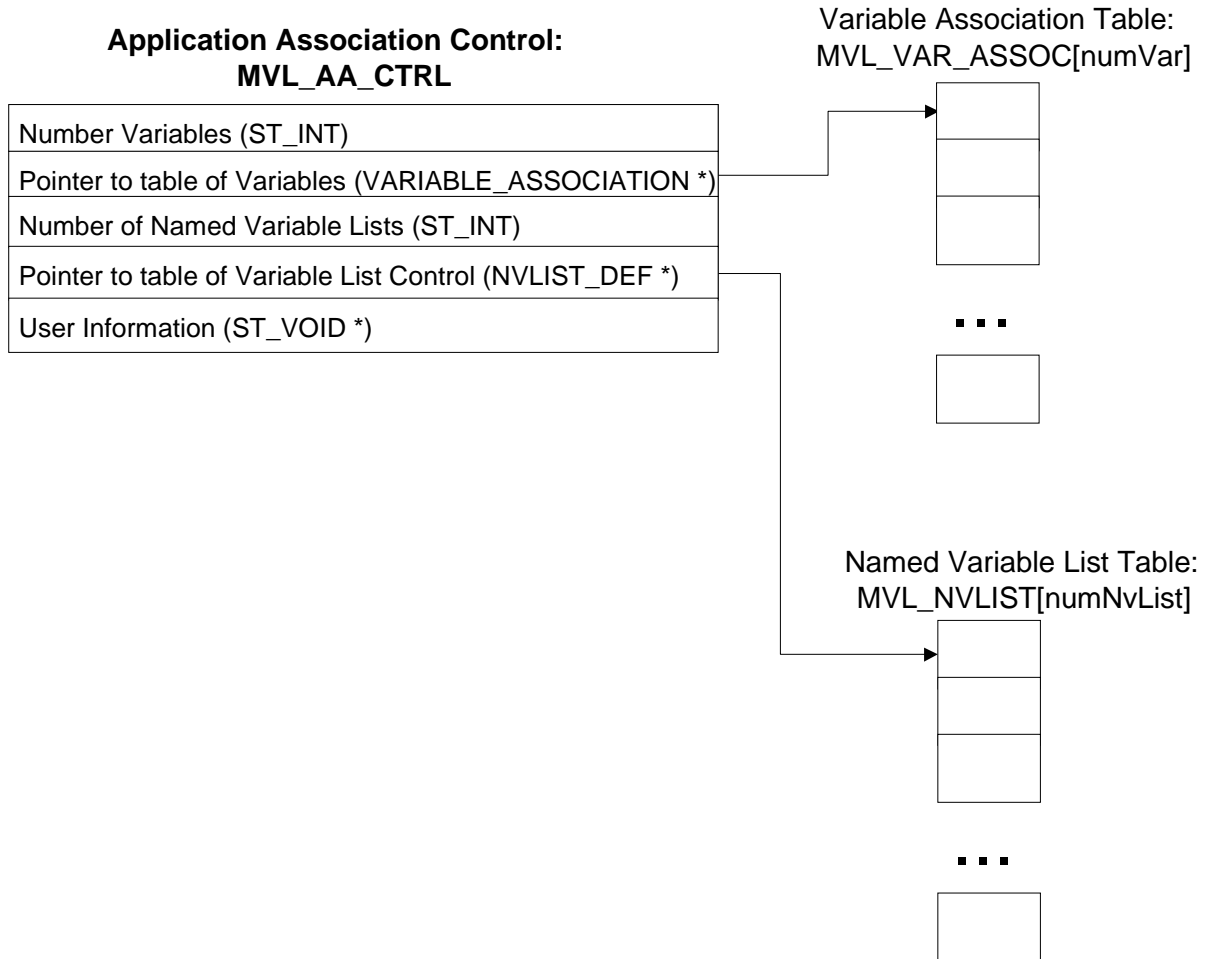 Application Association Control:
MVL_AA_CTRL
Number Variables (ST_INT)
Pointer to table of Variables (VARIABLE_ASSOCIATION *)
Number of Named Variable Lists (ST_INT)
Pointer to table of Variable List Control (NVLIST_DEF *)
User Information (ST_VOID *)
Variable Association Table:
MVL_VAR_ASSOC[numVar]
...
Named Variable List Table:
MVL_NVLIST[numNvList]
...